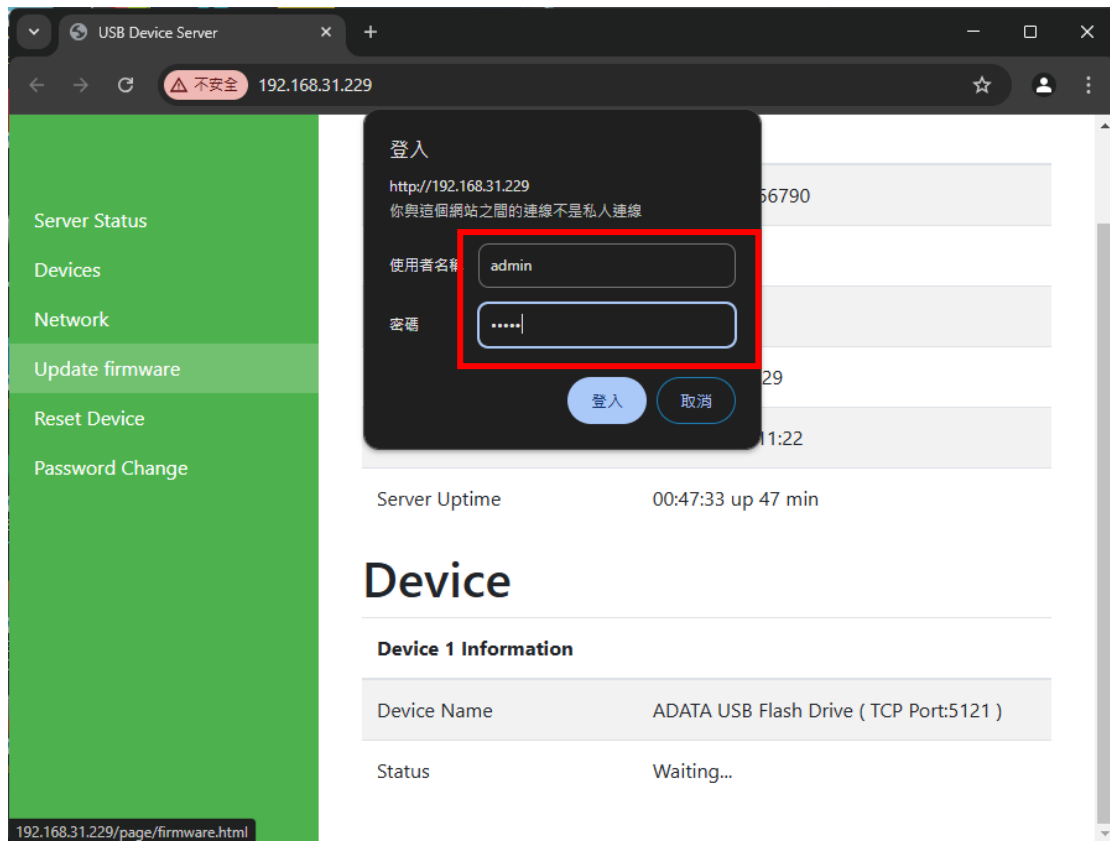 USB Device Server
不安全
192.168.31.229
登入
http://192.168.31.229
你與這個網站之間的連線不是私人連線
使用者名稱
admin
密碼
•••••
登入
取消
Server Status
Devices
Network
Update firmware
Reset Device
Password Change
56790
29
11:22
Server Uptime 00:47:33 up 47 min
Device
Device 1 Information
Device Name ADATA USB Flash Drive ( TCP Port:5121 )
Status Waiting...
192.168.31.229/page/firmware.html